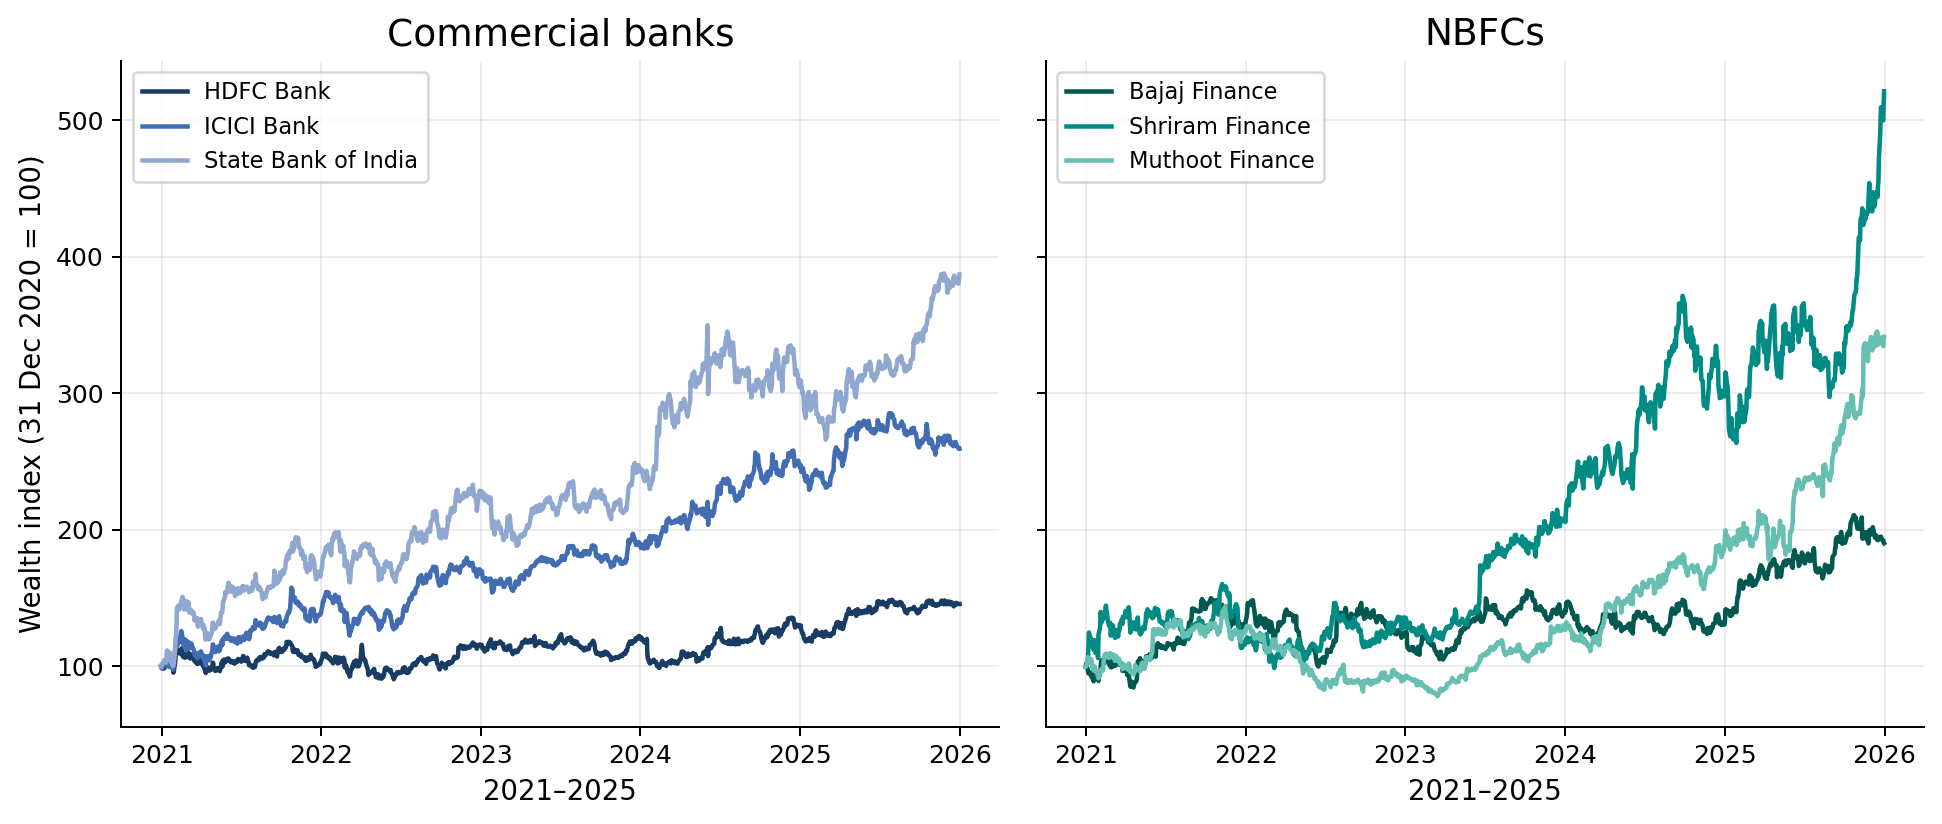 Commercial banks
HDFC Bank
ICICI Bank
State Bank of India
Wealth index (31 Dec 2020 = 100)
500
400
300
200
100
2021 2022 2023 2024 2025 2026
2021–2025
NBFCs
Bajaj Finance
Shriram Finance
Muthoot Finance
2021 2022 2023 2024 2025 2026
2021–2025